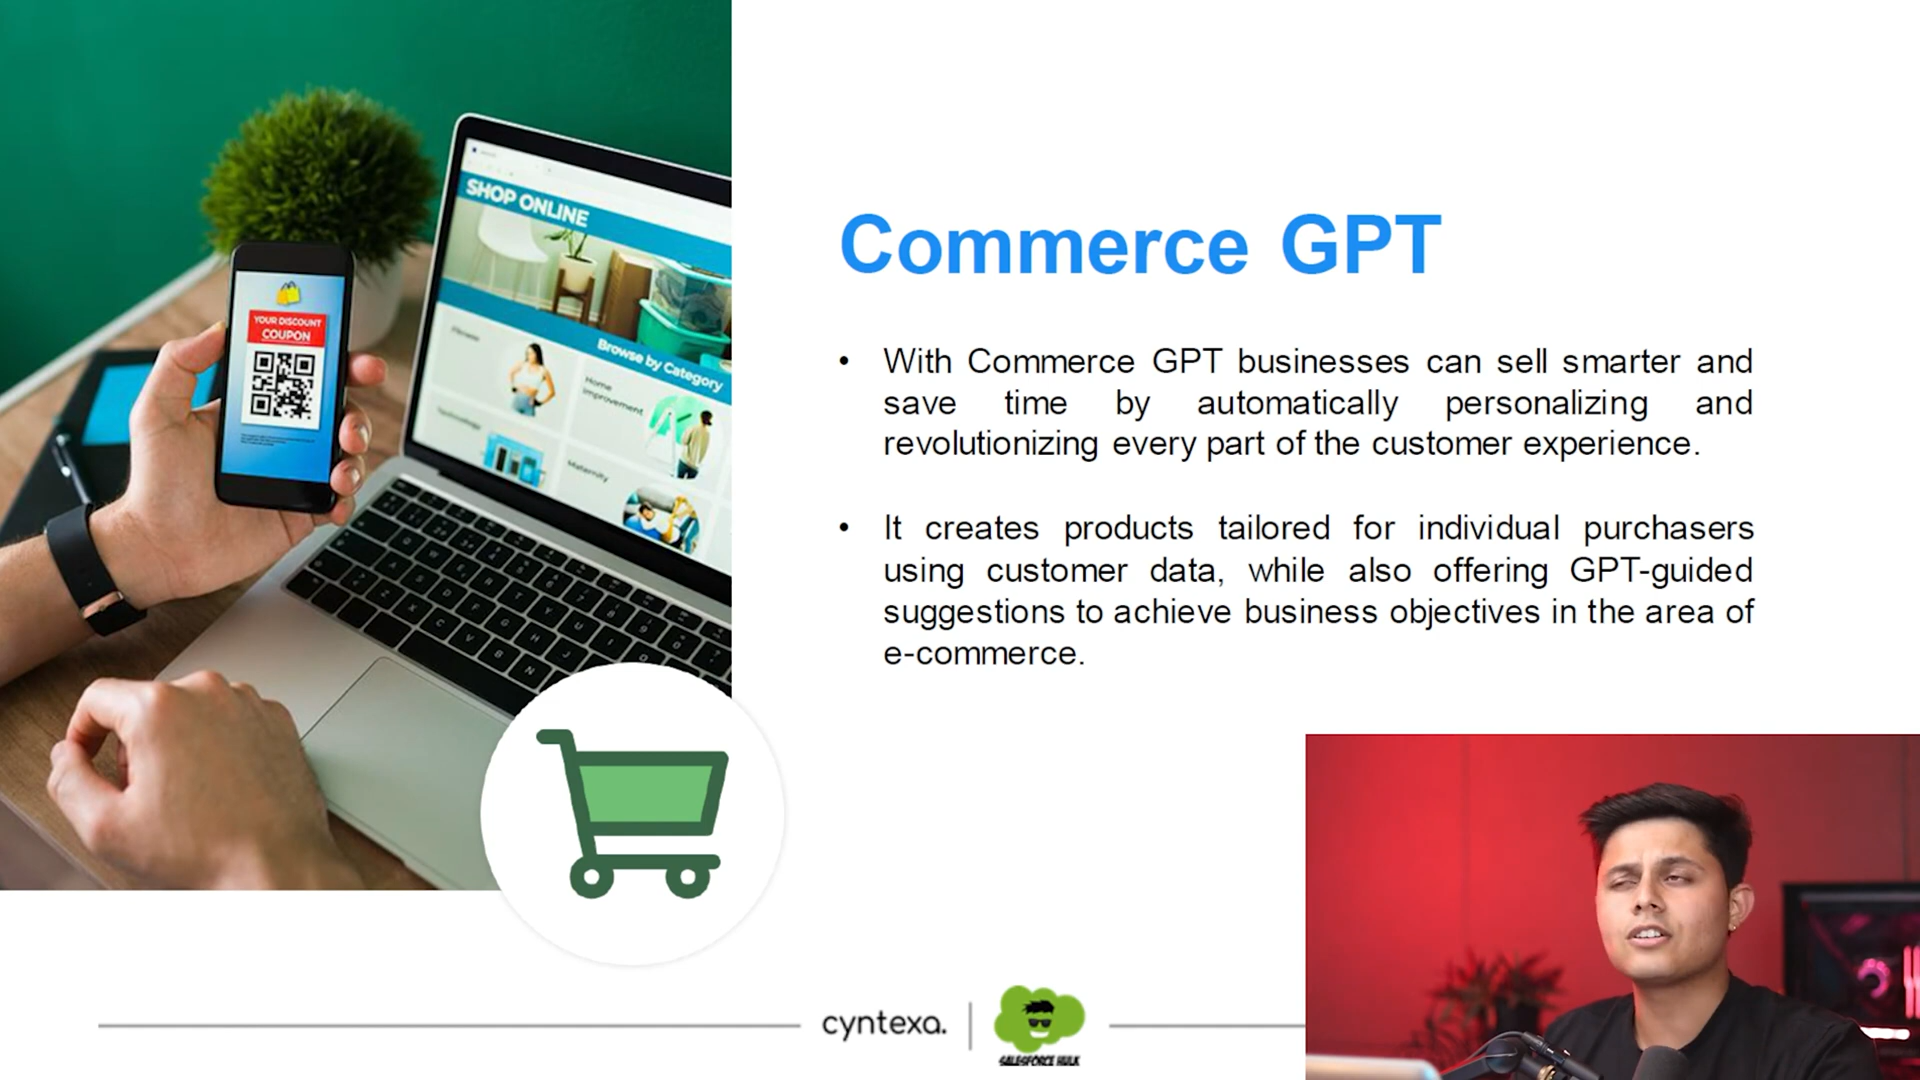 Commerce GPT
• With Commerce GPT businesses can sell smarter and
save time by automatically personalizing and
revolutionizing every part of the customer experience.
• It creates products tailored for individual purchasers
using customer data, while also offering GPT-guided
suggestions to achieve business objectives in the area of
e-commerce.
SHOP ONLINE
Browse by Category
Fitness
Home
Improvement
Technology
Maternity
YOUR DISCOUNT
COUPON
cyntexa.
SALESFORCE HULK